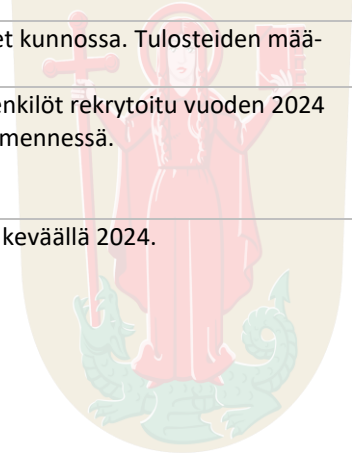 et kunnossa. Tulosteiden mää-
enkilöt rekrytoitu vuoden 2024
mennessä.
keväällä 2024.